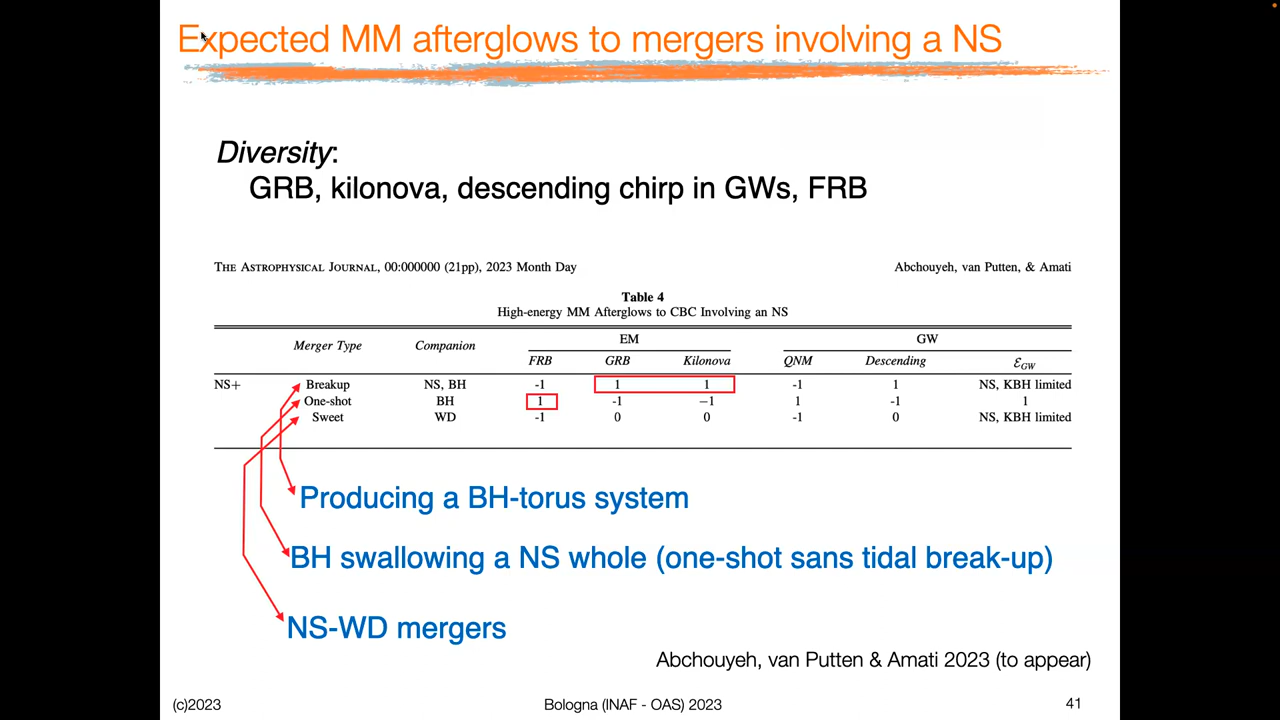 Expected MM afterglows to mergers involving a NS
Diversity:
GRB, kilonova, descending chirp in GWs, FRB
THE ASTROPHYSICAL JOURNAL, 00:000000 (21pp), 2023 Month Day
Abchouyeh, van Putten, & Amati
Table 4
High-energy MM Afterglows to CBC Involving an NS
Merger Type Companion EM GW
FRB GRB Kilonova QNM Descending ℰGW
NS+ Breakup NS, BH -1 1 1 -1 1 NS, KBH limited
One-shot BH 1 -1 −1 1 -1 1
Sweet WD -1 0 0 -1 0 NS, KBH limited
Producing a BH-torus system
BH swallowing a NS whole (one-shot sans tidal break-up)
NS-WD mergers
Abchouyeh, van Putten & Amati 2023 (to appear)
(c)2023 Bologna (INAF - OAS) 2023 41